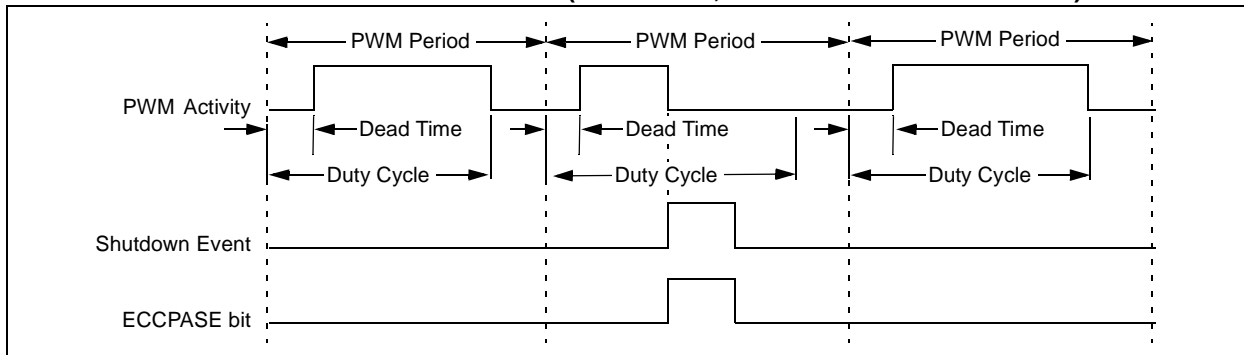 PWM Period PWM Period PWM Period
PWM Activity
Dead Time Dead Time Dead Time
Duty Cycle Duty Cycle Duty Cycle
Shutdown Event
ECCPASE bit